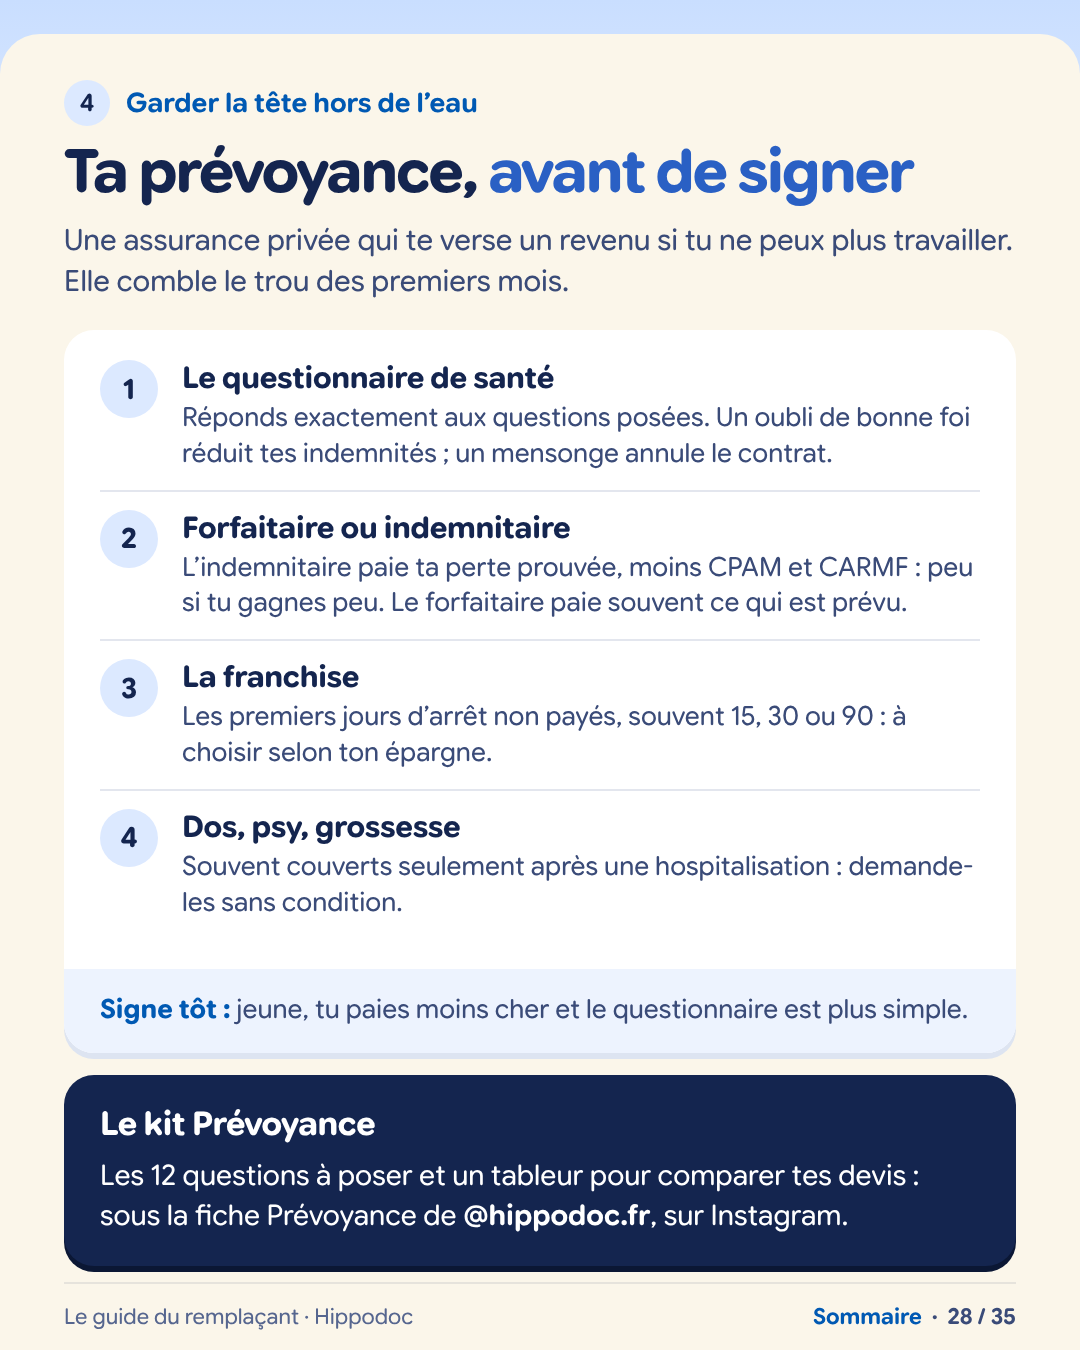 4 Garder la tête hors de l’eau
Ta prévoyance, avant de signer
Une assurance privée qui te verse un revenu si tu ne peux plus travailler.
Elle comble le trou des premiers mois.
1 Le questionnaire de santé
Réponds exactement aux questions posées. Un oubli de bonne foi
réduit tes indemnités ; un mensonge annule le contrat.
2 Forfaitaire ou indemnitaire
L’indemnitaire paie ta perte prouvée, moins CPAM et CARMF : peu
si tu gagnes peu. Le forfaitaire paie souvent ce qui est prévu.
3 La franchise
Les premiers jours d’arrêt non payés, souvent 15, 30 ou 90 : à
choisir selon ton épargne.
4 Dos, psy, grossesse
Souvent couverts seulement après une hospitalisation : demande-
les sans condition.
Signe tôt : jeune, tu paies moins cher et le questionnaire est plus simple.
Le kit Prévoyance
Les 12 questions à poser et un tableur pour comparer tes devis :
sous la fiche Prévoyance de @hippodoc.fr, sur Instagram.
Le guide du remplaçant · Hippodoc
Sommaire · 28 / 35